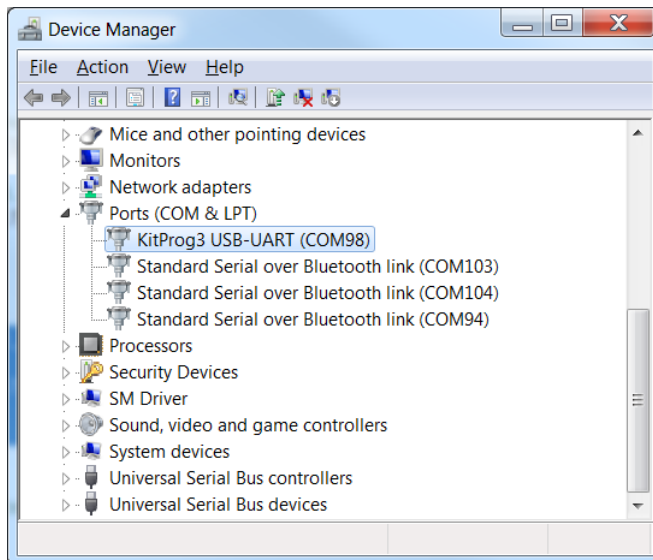 Device Manager
File Action View Help
Mice and other pointing devices
Monitors
Network adapters
Ports (COM & LPT)
KitProg3 USB-UART (COM98)
Standard Serial over Bluetooth link (COM103)
Standard Serial over Bluetooth link (COM104)
Standard Serial over Bluetooth link (COM94)
Processors
Security Devices
SM Driver
Sound, video and game controllers
System devices
Universal Serial Bus controllers
Universal Serial Bus devices